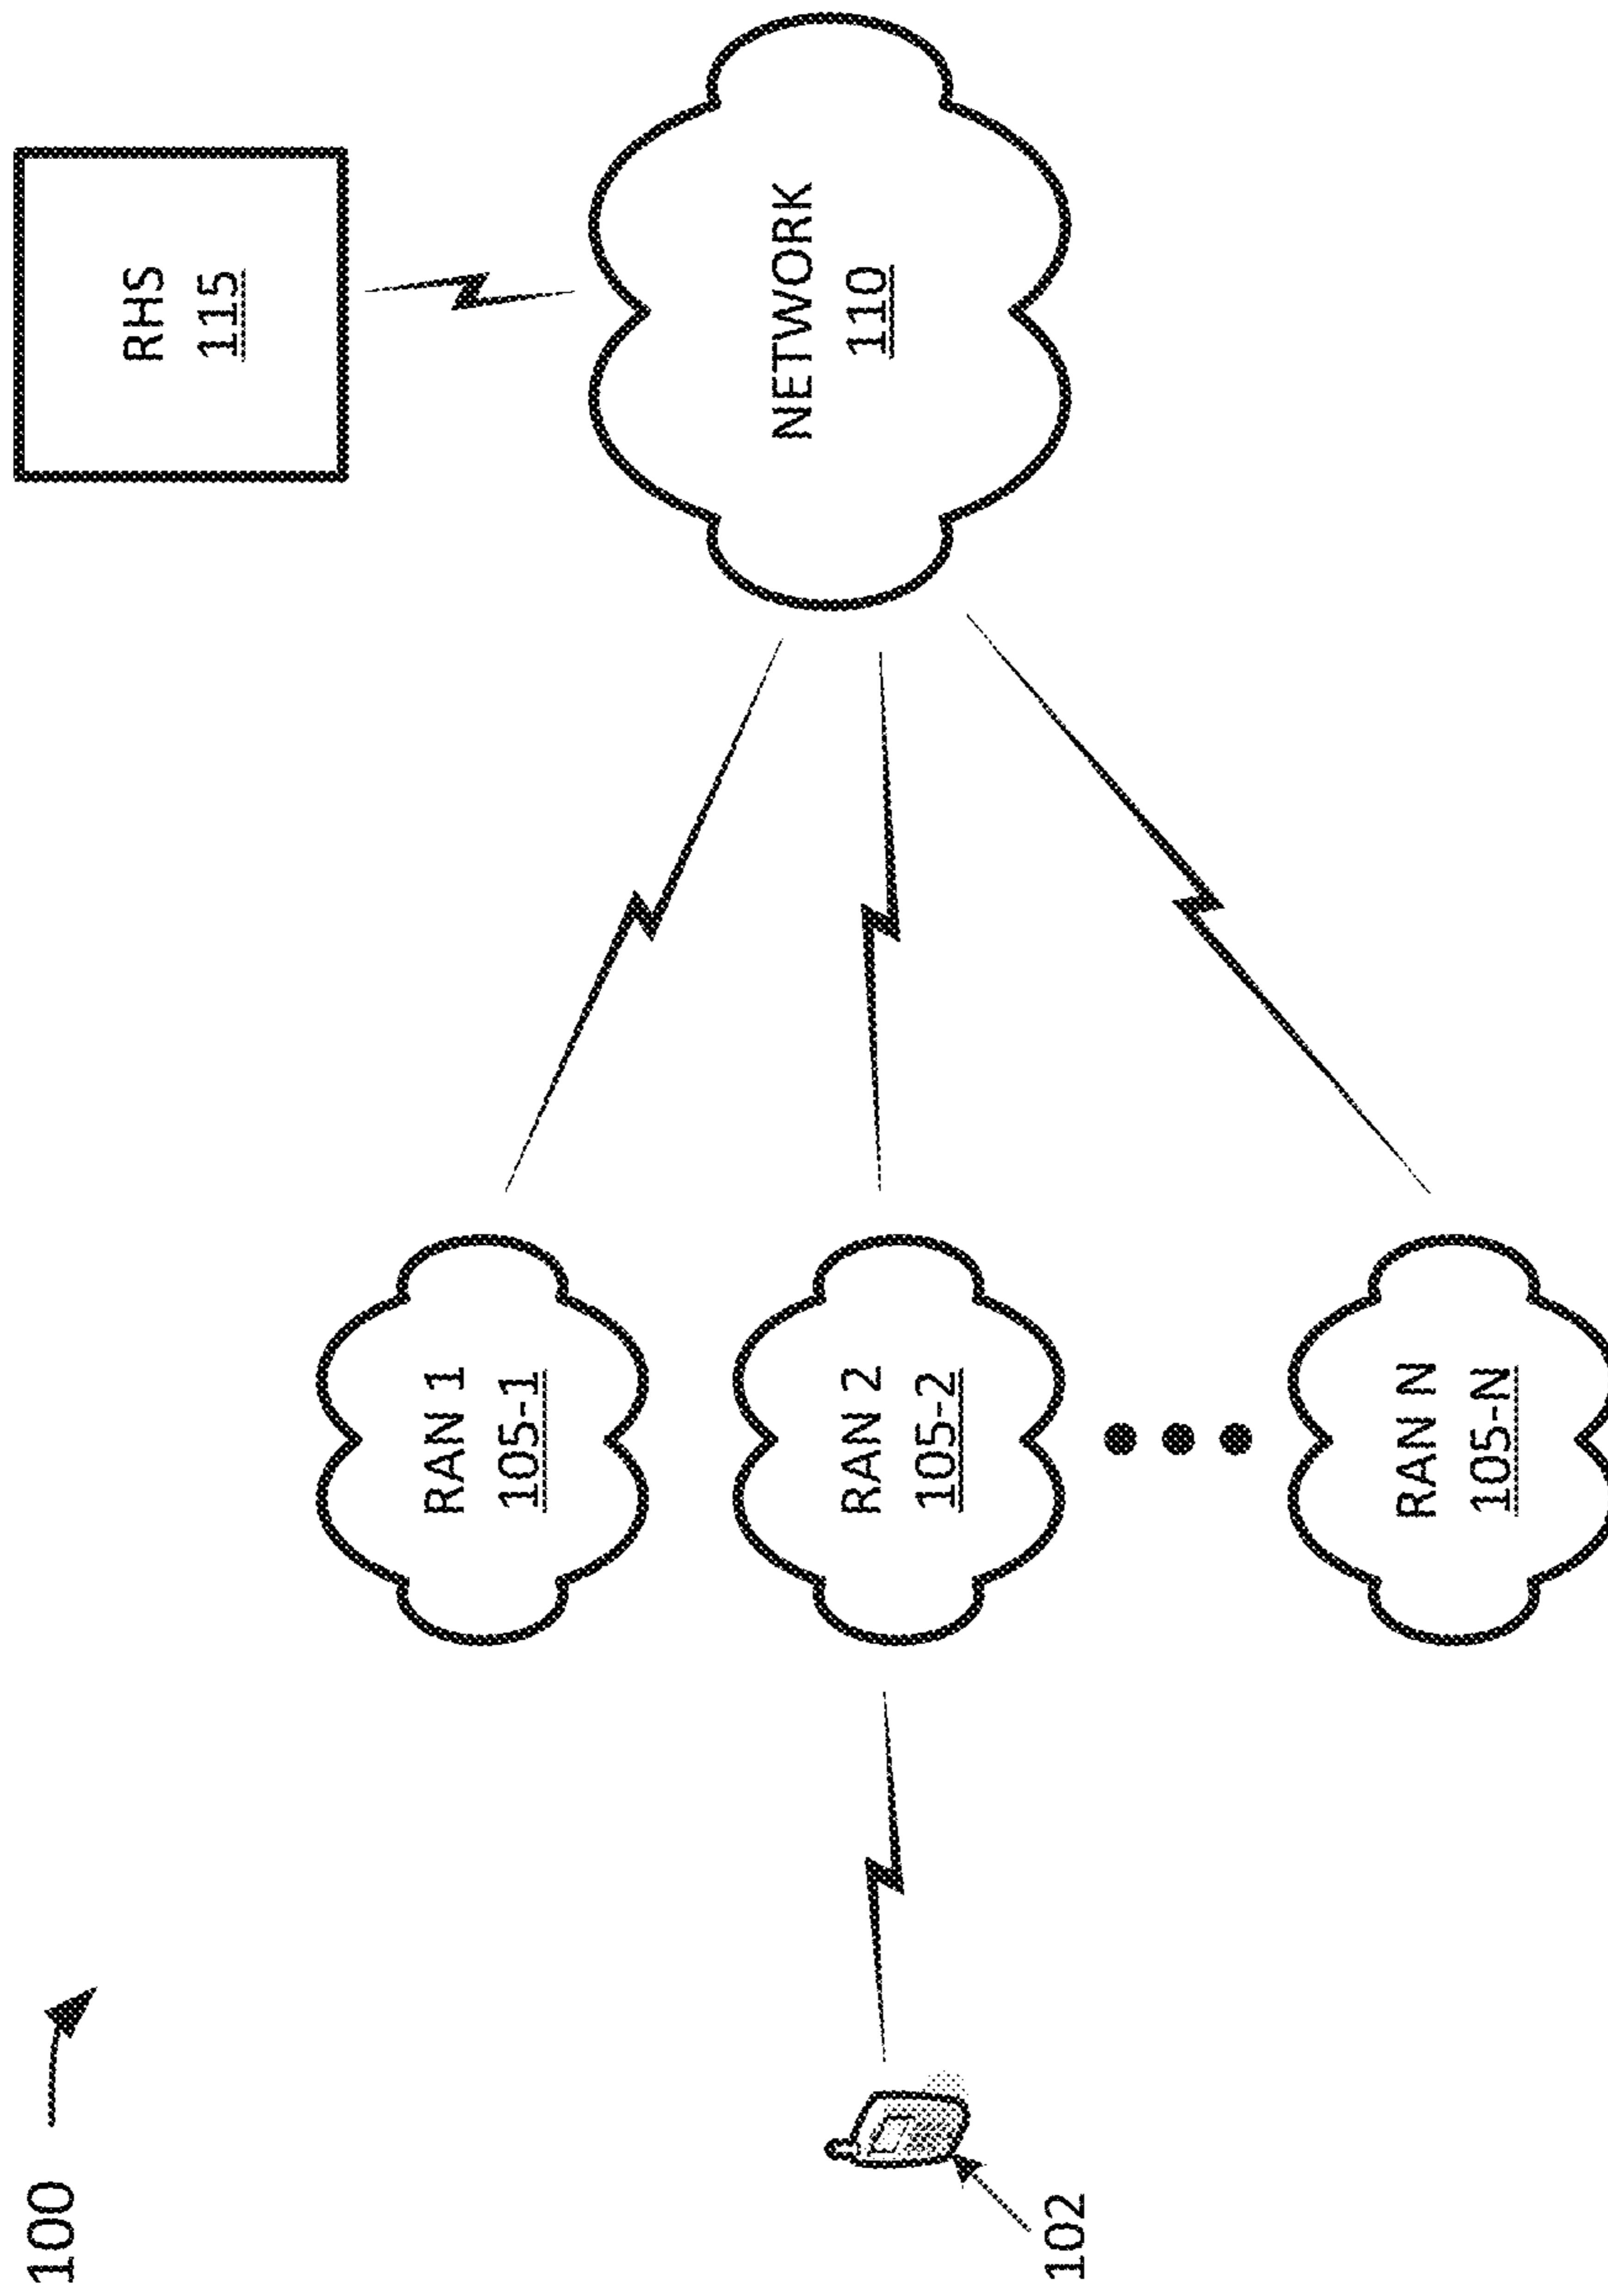 100
RHS
115
NETWORK
110
RAN 1
105-1
RAN 2
105-2
RAN N
105-N
102